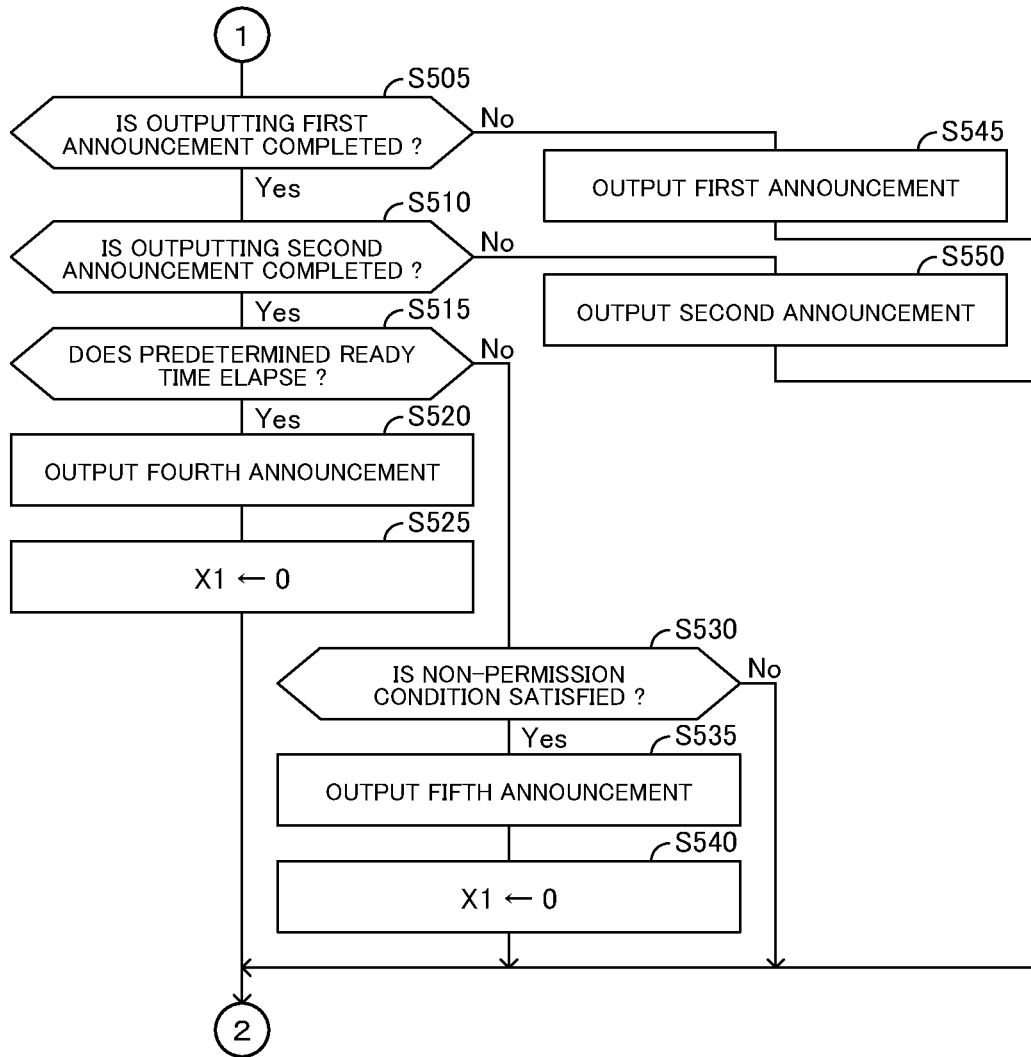 1
S505
IS OUTPUTTING FIRST
ANNOUNCEMENT COMPLETED ?
No
Yes
S545
OUTPUT FIRST ANNOUNCEMENT
S510
IS OUTPUTTING SECOND
ANNOUNCEMENT COMPLETED ?
No
Yes
S550
OUTPUT SECOND ANNOUNCEMENT
S515
DOES PREDETERMINED READY
TIME ELAPSE ?
No
Yes
S520
OUTPUT FOURTH ANNOUNCEMENT
S525
X1 ← 0
S530
IS NON-PERMISSION
CONDITION SATISFIED ?
No
Yes
S535
OUTPUT FIFTH ANNOUNCEMENT
S540
X1 ← 0
2